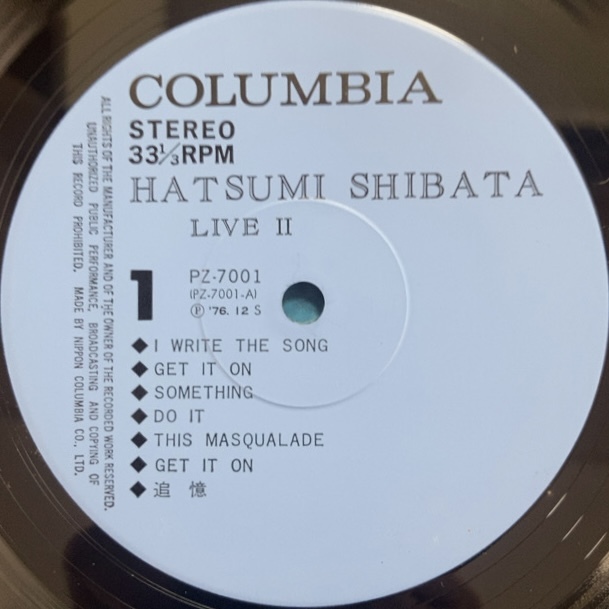 COLUMBIA
STEREO
33⅓RPM
HATSUMI SHIBATA
LIVE II
1
PZ-7001
(PZ-7001-A)
Ⓟ '76. 12 S
◆ I WRITE THE SONG
◆ GET IT ON
◆ SOMETHING
◆ DO IT
◆ THIS MASQUALADE
◆ GET IT ON
◆ 追憶
ALL RIGHTS OF THE MANUFACTURER AND OF THE OWNER OF THE RECORDED WORK RESERVED.
UNAUTHORIZED PUBLIC PERFORMANCE, BROADCASTING AND COPYING OF
THIS RECORD PROHIBITED. MADE BY NIPPON COLUMBIA CO., LTD.